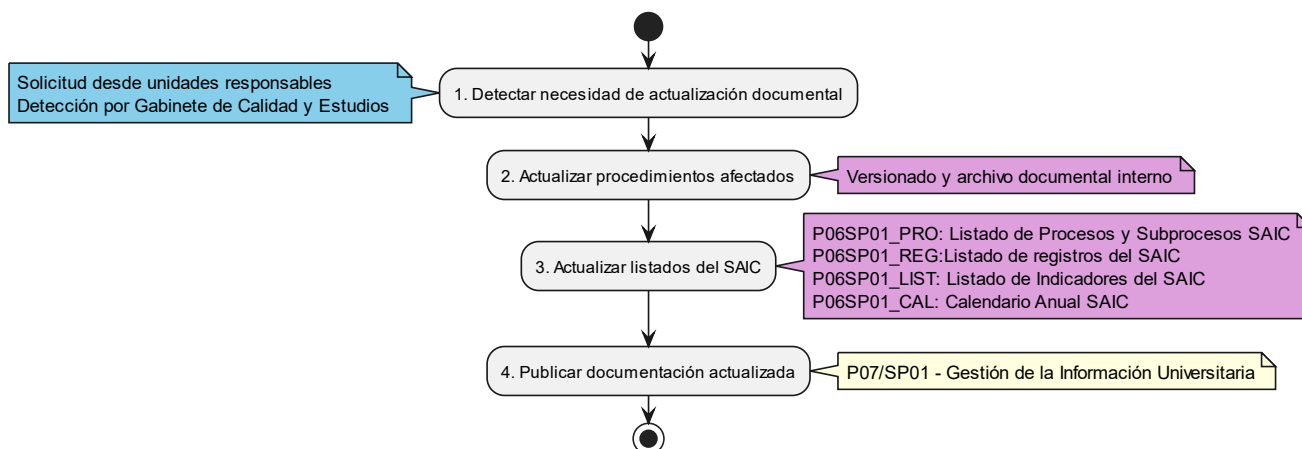 Solicitud desde unidades responsables
Detección por Gabinete de Calidad y Estudios
1. Detectar necesidad de actualización documental
2. Actualizar procedimientos afectados
Versionado y archivo documental interno
3. Actualizar listados del SAIC
P06SP01_PRO: Listado de Procesos y Subprocesos SAIC
P06SP01_REG:Listado de registros del SAIC
P06SP01_LIST: Listado de Indicadores del SAIC
P06SP01_CAL: Calendario Anual SAIC
4. Publicar documentación actualizada
P07/SP01 - Gestión de la Información Universitaria